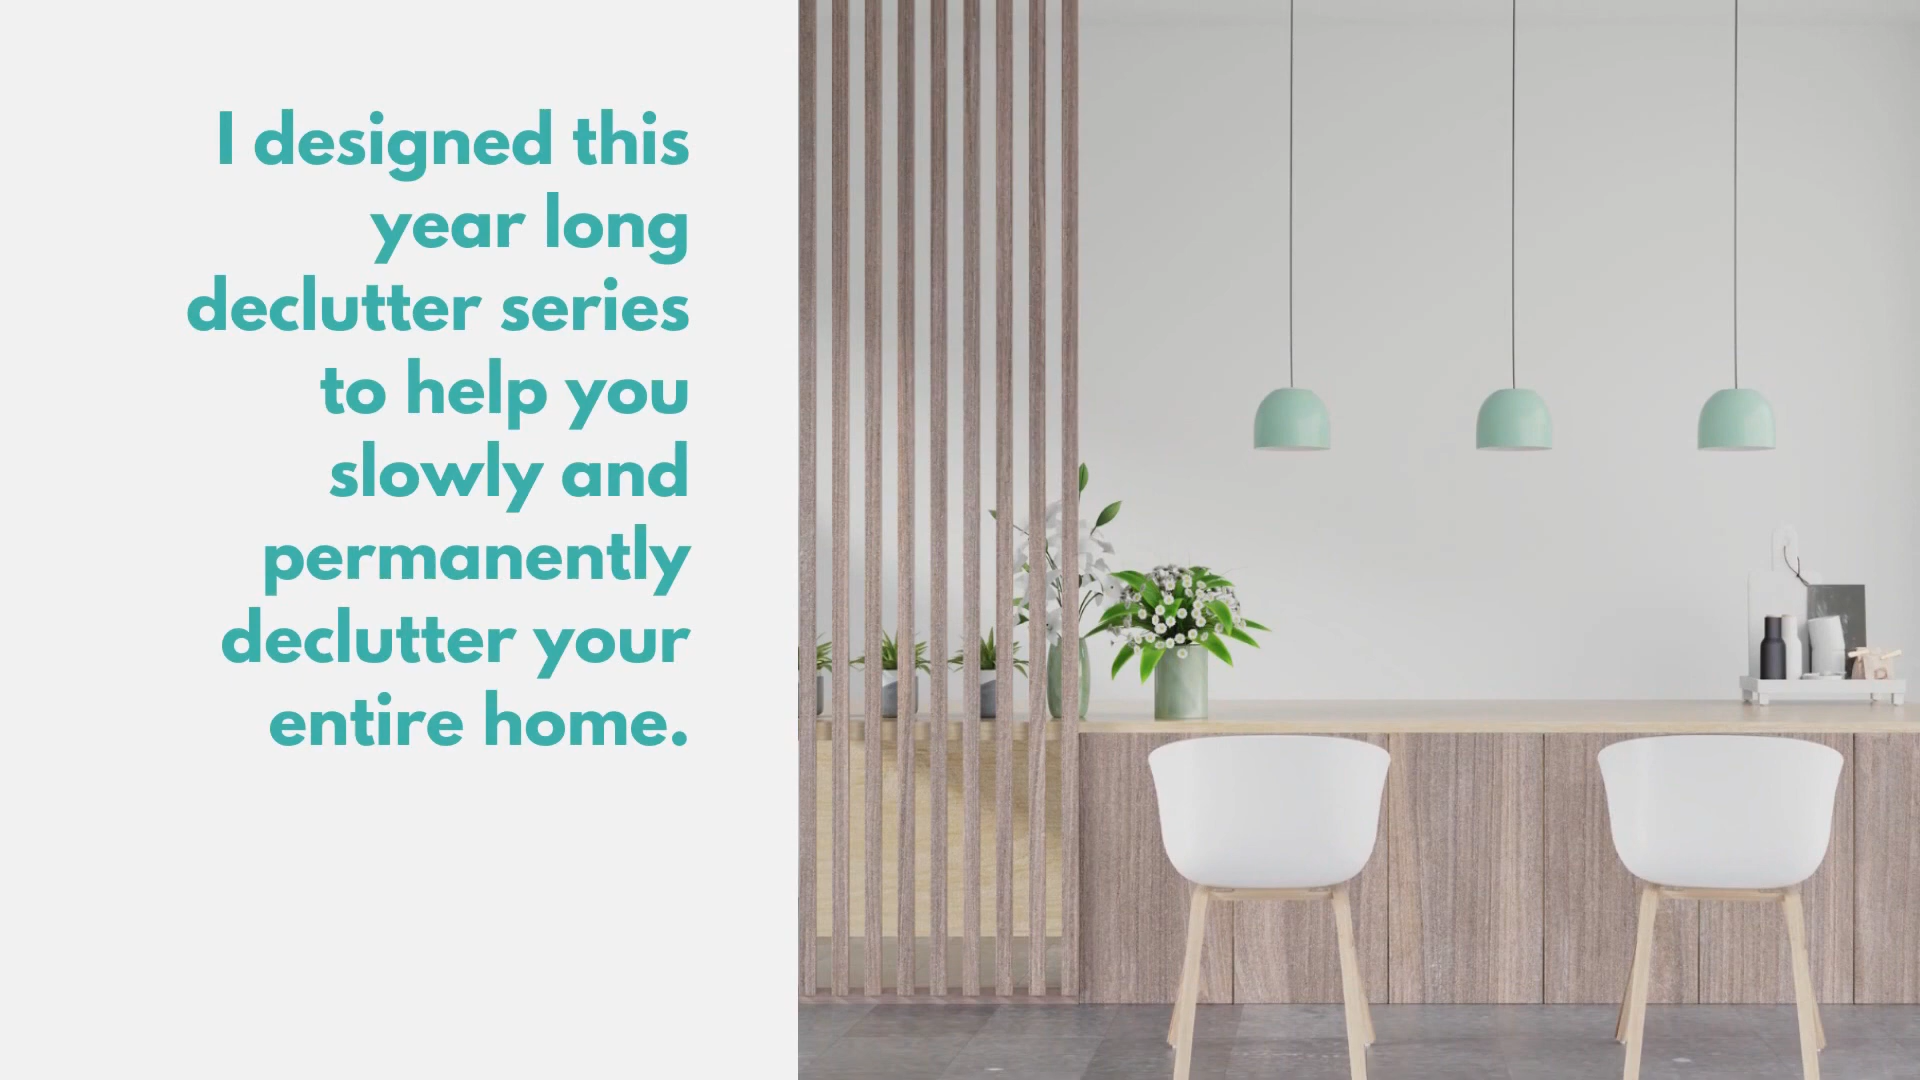 I designed this
year long
declutter series
to help you
slowly and
permanently
declutter your
entire home.